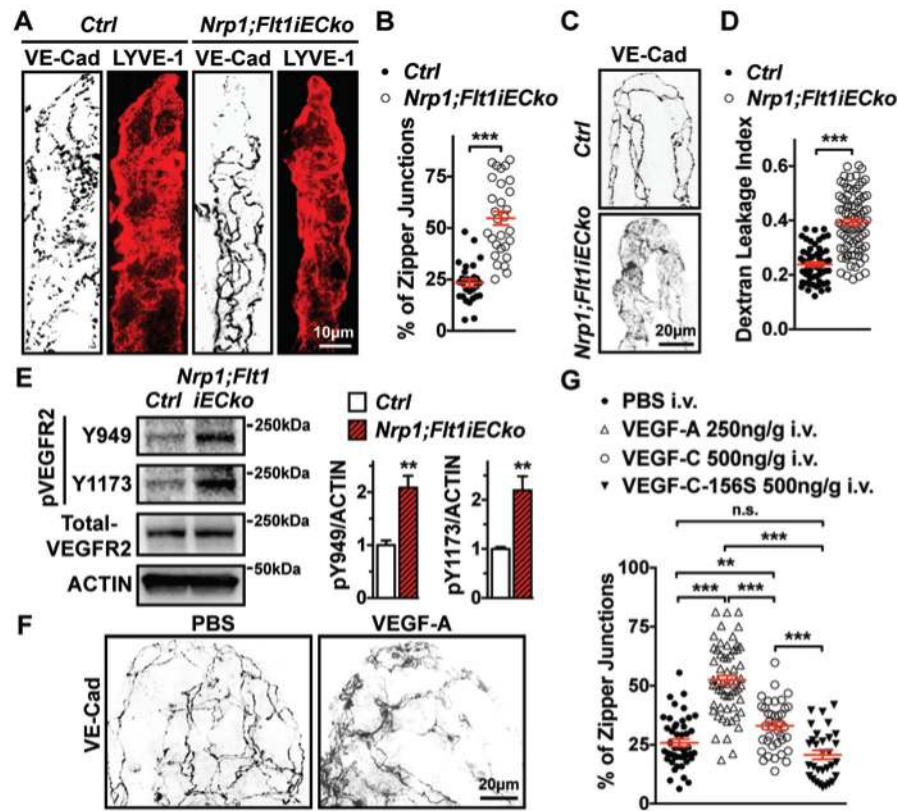 A
Ctrl
Nrp1;Flt1iECko
VE-Cad LYVE-1 VE-Cad LYVE-1
10µm
B
Ctrl
Nrp1;Flt1iECko
***
% of Zipper Junctions
75
50
25
0
C
VE-Cad
Ctrl
Nrp1;Flt1iECko
20µm
D
Ctrl
Nrp1;Flt1iECko
***
Dextran Leakage Index
0.6
0.4
0.2
0.0
E
Nrp1;Flt1
Ctrl iECko
pVEGFR2
Y949
250kDa
Y1173
250kDa
Total-
VEGFR2
250kDa
ACTIN
50kDa
Ctrl
Nrp1;Flt1iECko
pY949/ACTIN
2
1
0
**
pY1173/ACTIN
2
1
0
**
F
PBS
VEGF-A
VE-Cad
20µm
G
PBS i.v.
VEGF-A 250ng/g i.v.
VEGF-C 500ng/g i.v.
VEGF-C-156S 500ng/g i.v.
n.s.
***
**
*** ***
***
% of Zipper Junctions
100
75
50
25
0